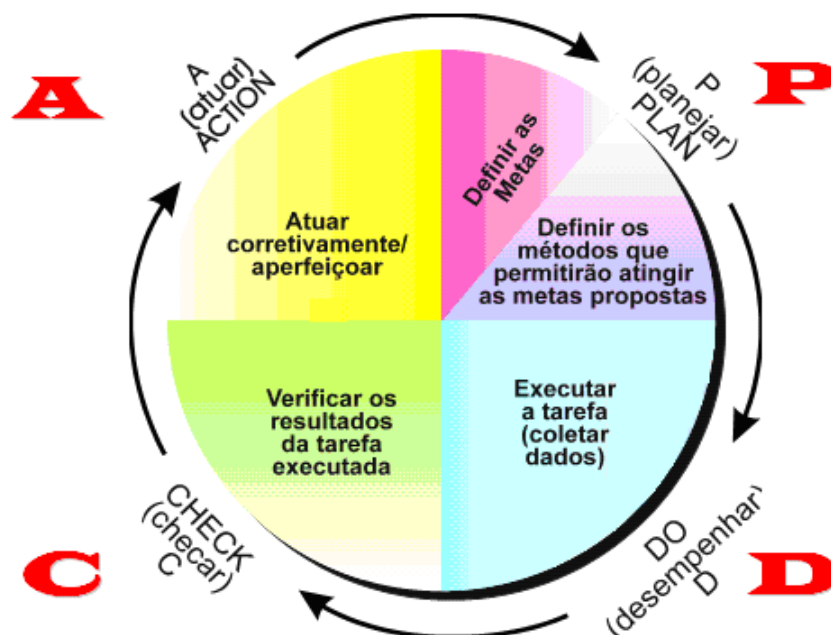 A
A
(atuar)
ACTION
P
P
(planejar)
PLAN
Definir as
Metas
Atuar
corretivamente/
aperfeiçoar
Definir os
métodos que
permitirão atingir
as metas propostas
Verificar os
resultados
da tarefa
executada
Executar
a tarefa
(coletar
dados)
CHECK
(checar)
C
C
DO
(desempenhar)
D
D